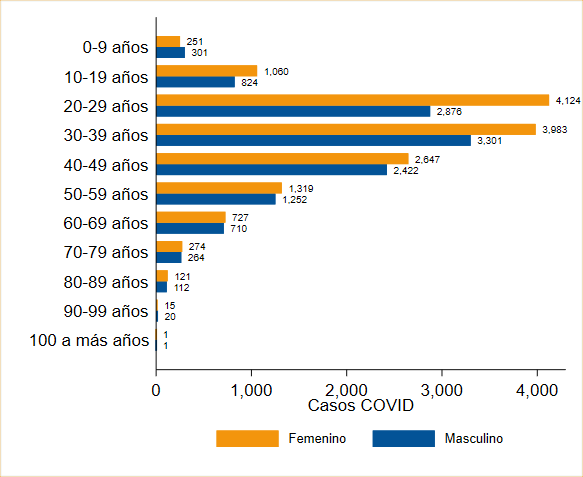 0-9 años
251
301
10-19 años
1,060
824
20-29 años
4,124
2,876
30-39 años
3,983
3,301
40-49 años
2,647
2,422
50-59 años
1,319
1,252
60-69 años
727
710
70-79 años
274
264
80-89 años
121
112
90-99 años
15
20
100 a más años
1
1
0 1,000 2,000 3,000 4,000
Casos COVID
Femenino Masculino